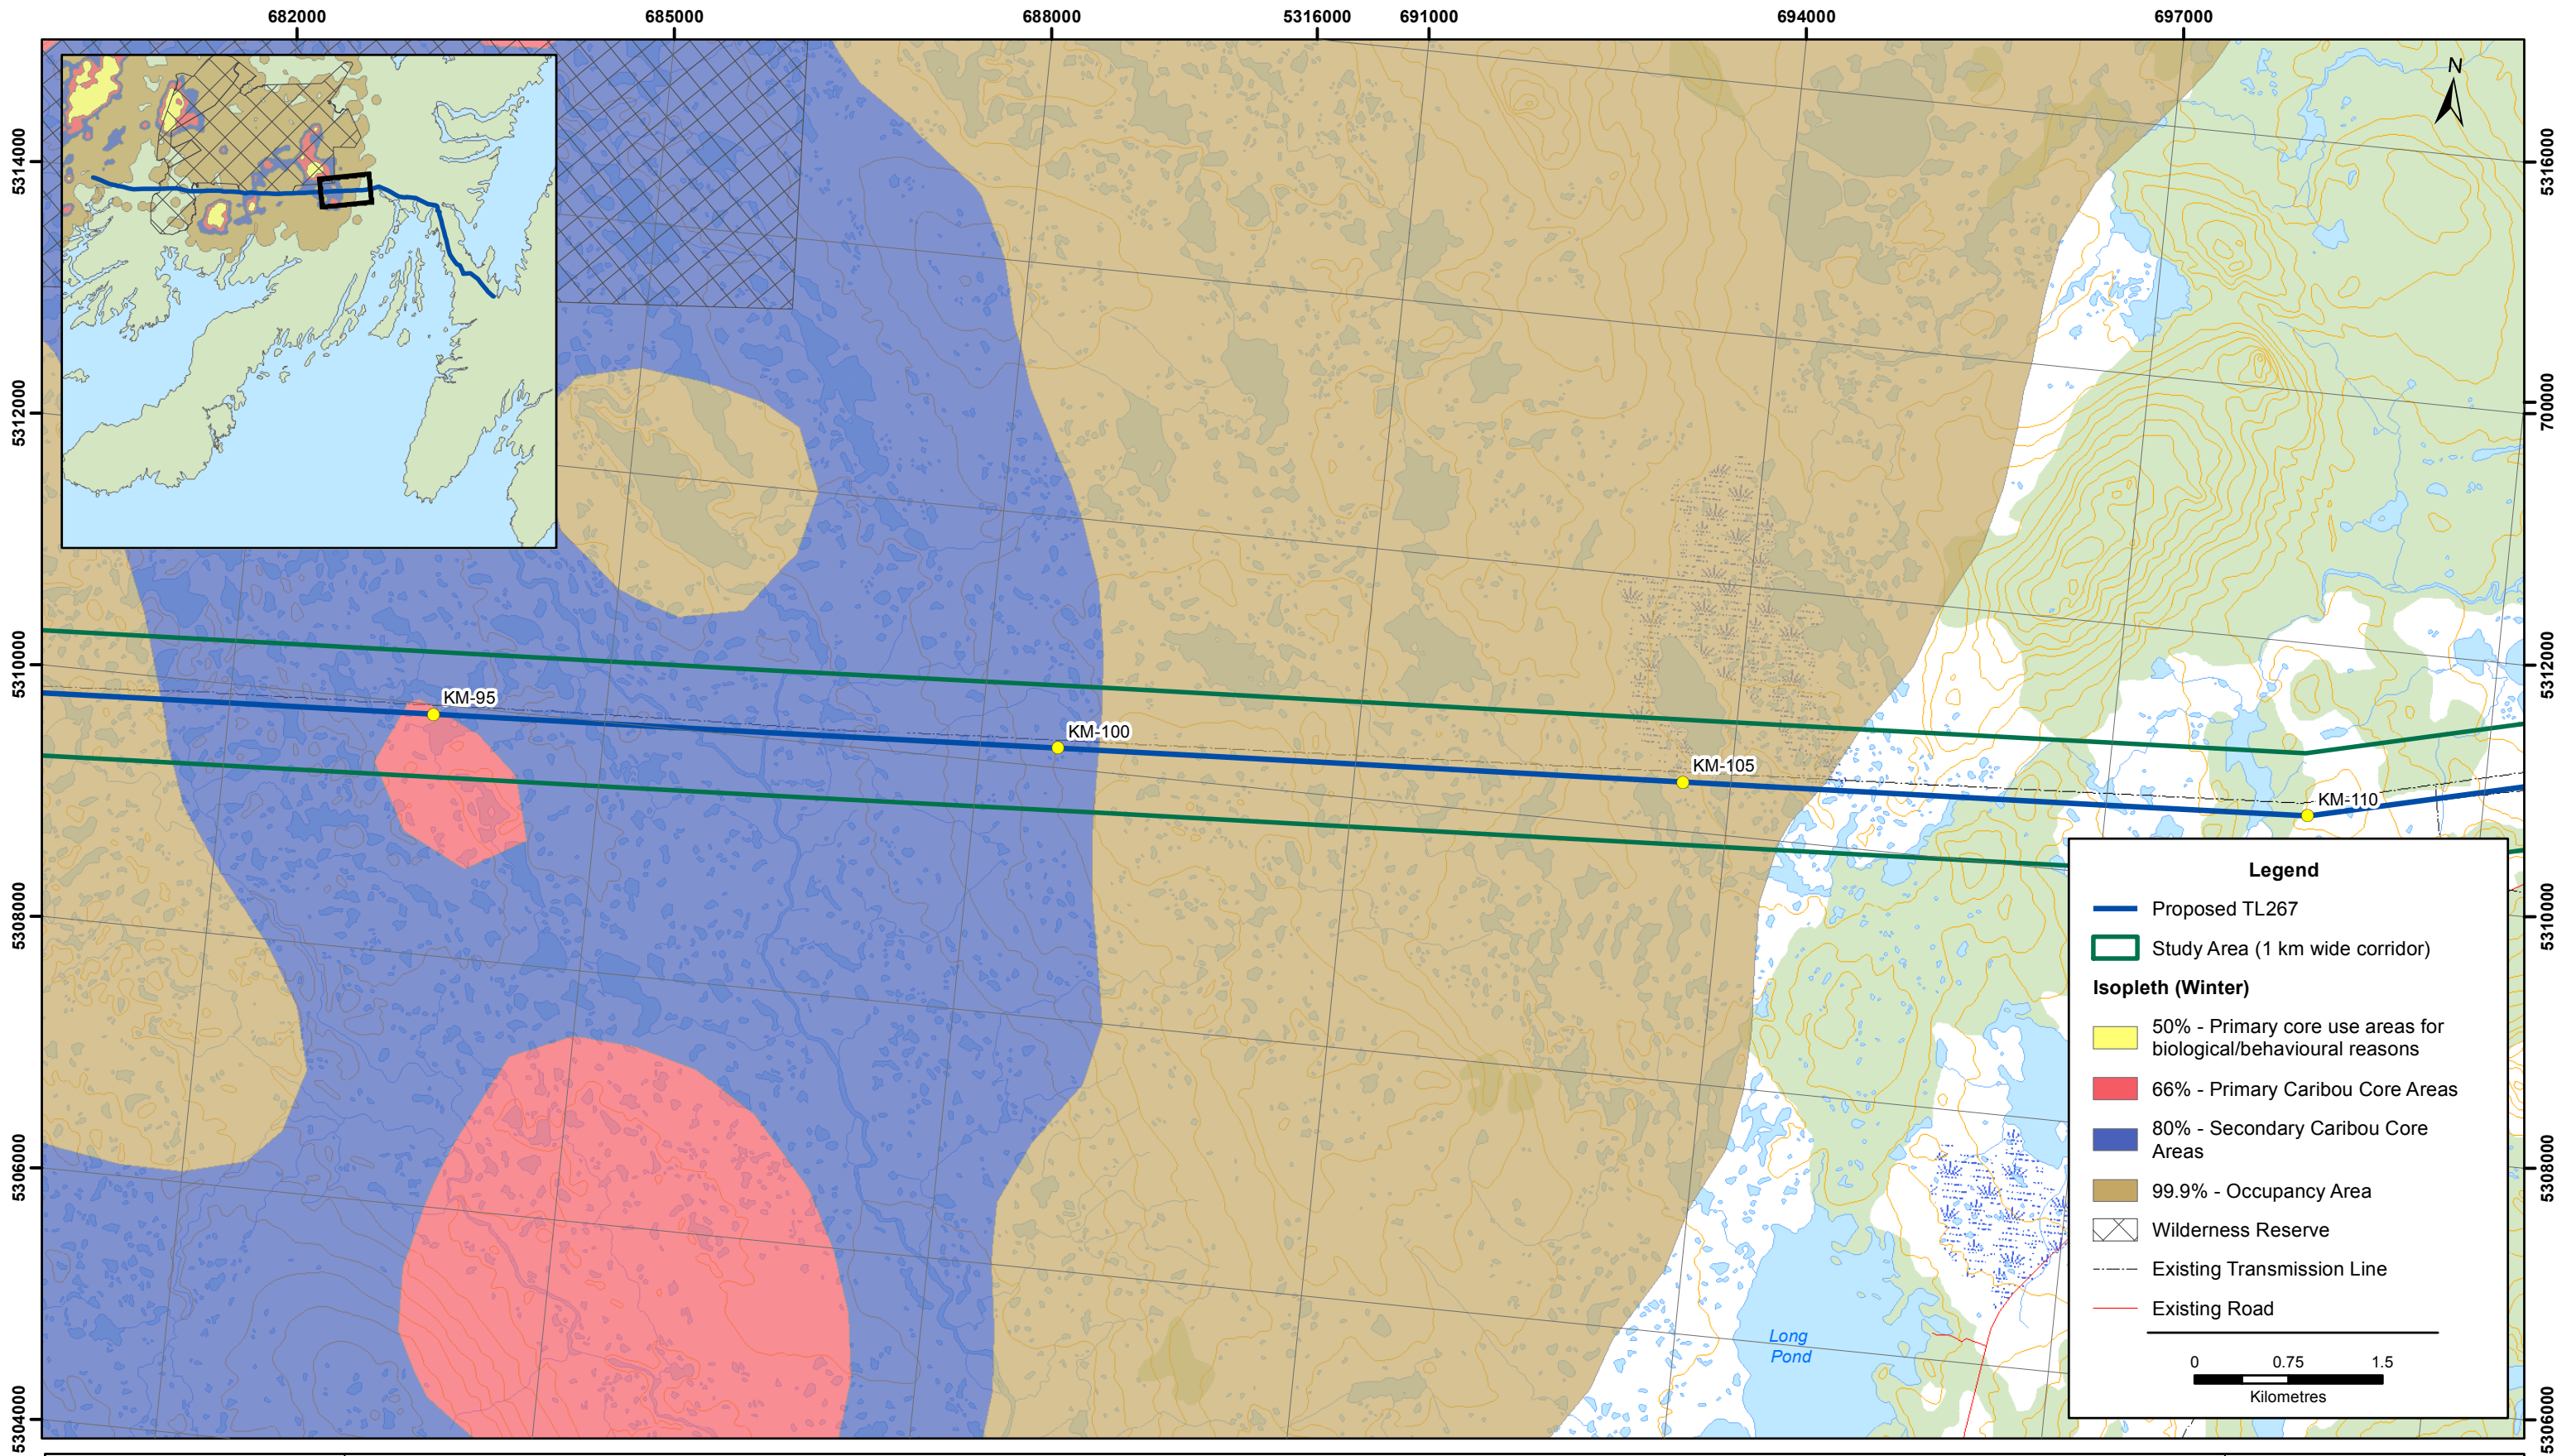 682000
685000
688000
5316000
691000
694000
697000
N
5314000
5312000
5310000
5308000
5306000
5304000
5316000
700000
5312000
5310000
5308000
5306000
KM-95
KM-100
KM-105
KM-110
Long
Pond
Legend
Proposed TL267
Study Area (1 km wide corridor)
Isopleth (Winter)
50% - Primary core use areas for
biological/behavioural reasons
66% - Primary Caribou Core Areas
80% - Secondary Caribou Core
Areas
99.9% - Occupancy Area
Wilderness Reserve
Existing Transmission Line
Existing Road
0 0.75 1.5
Kilometres